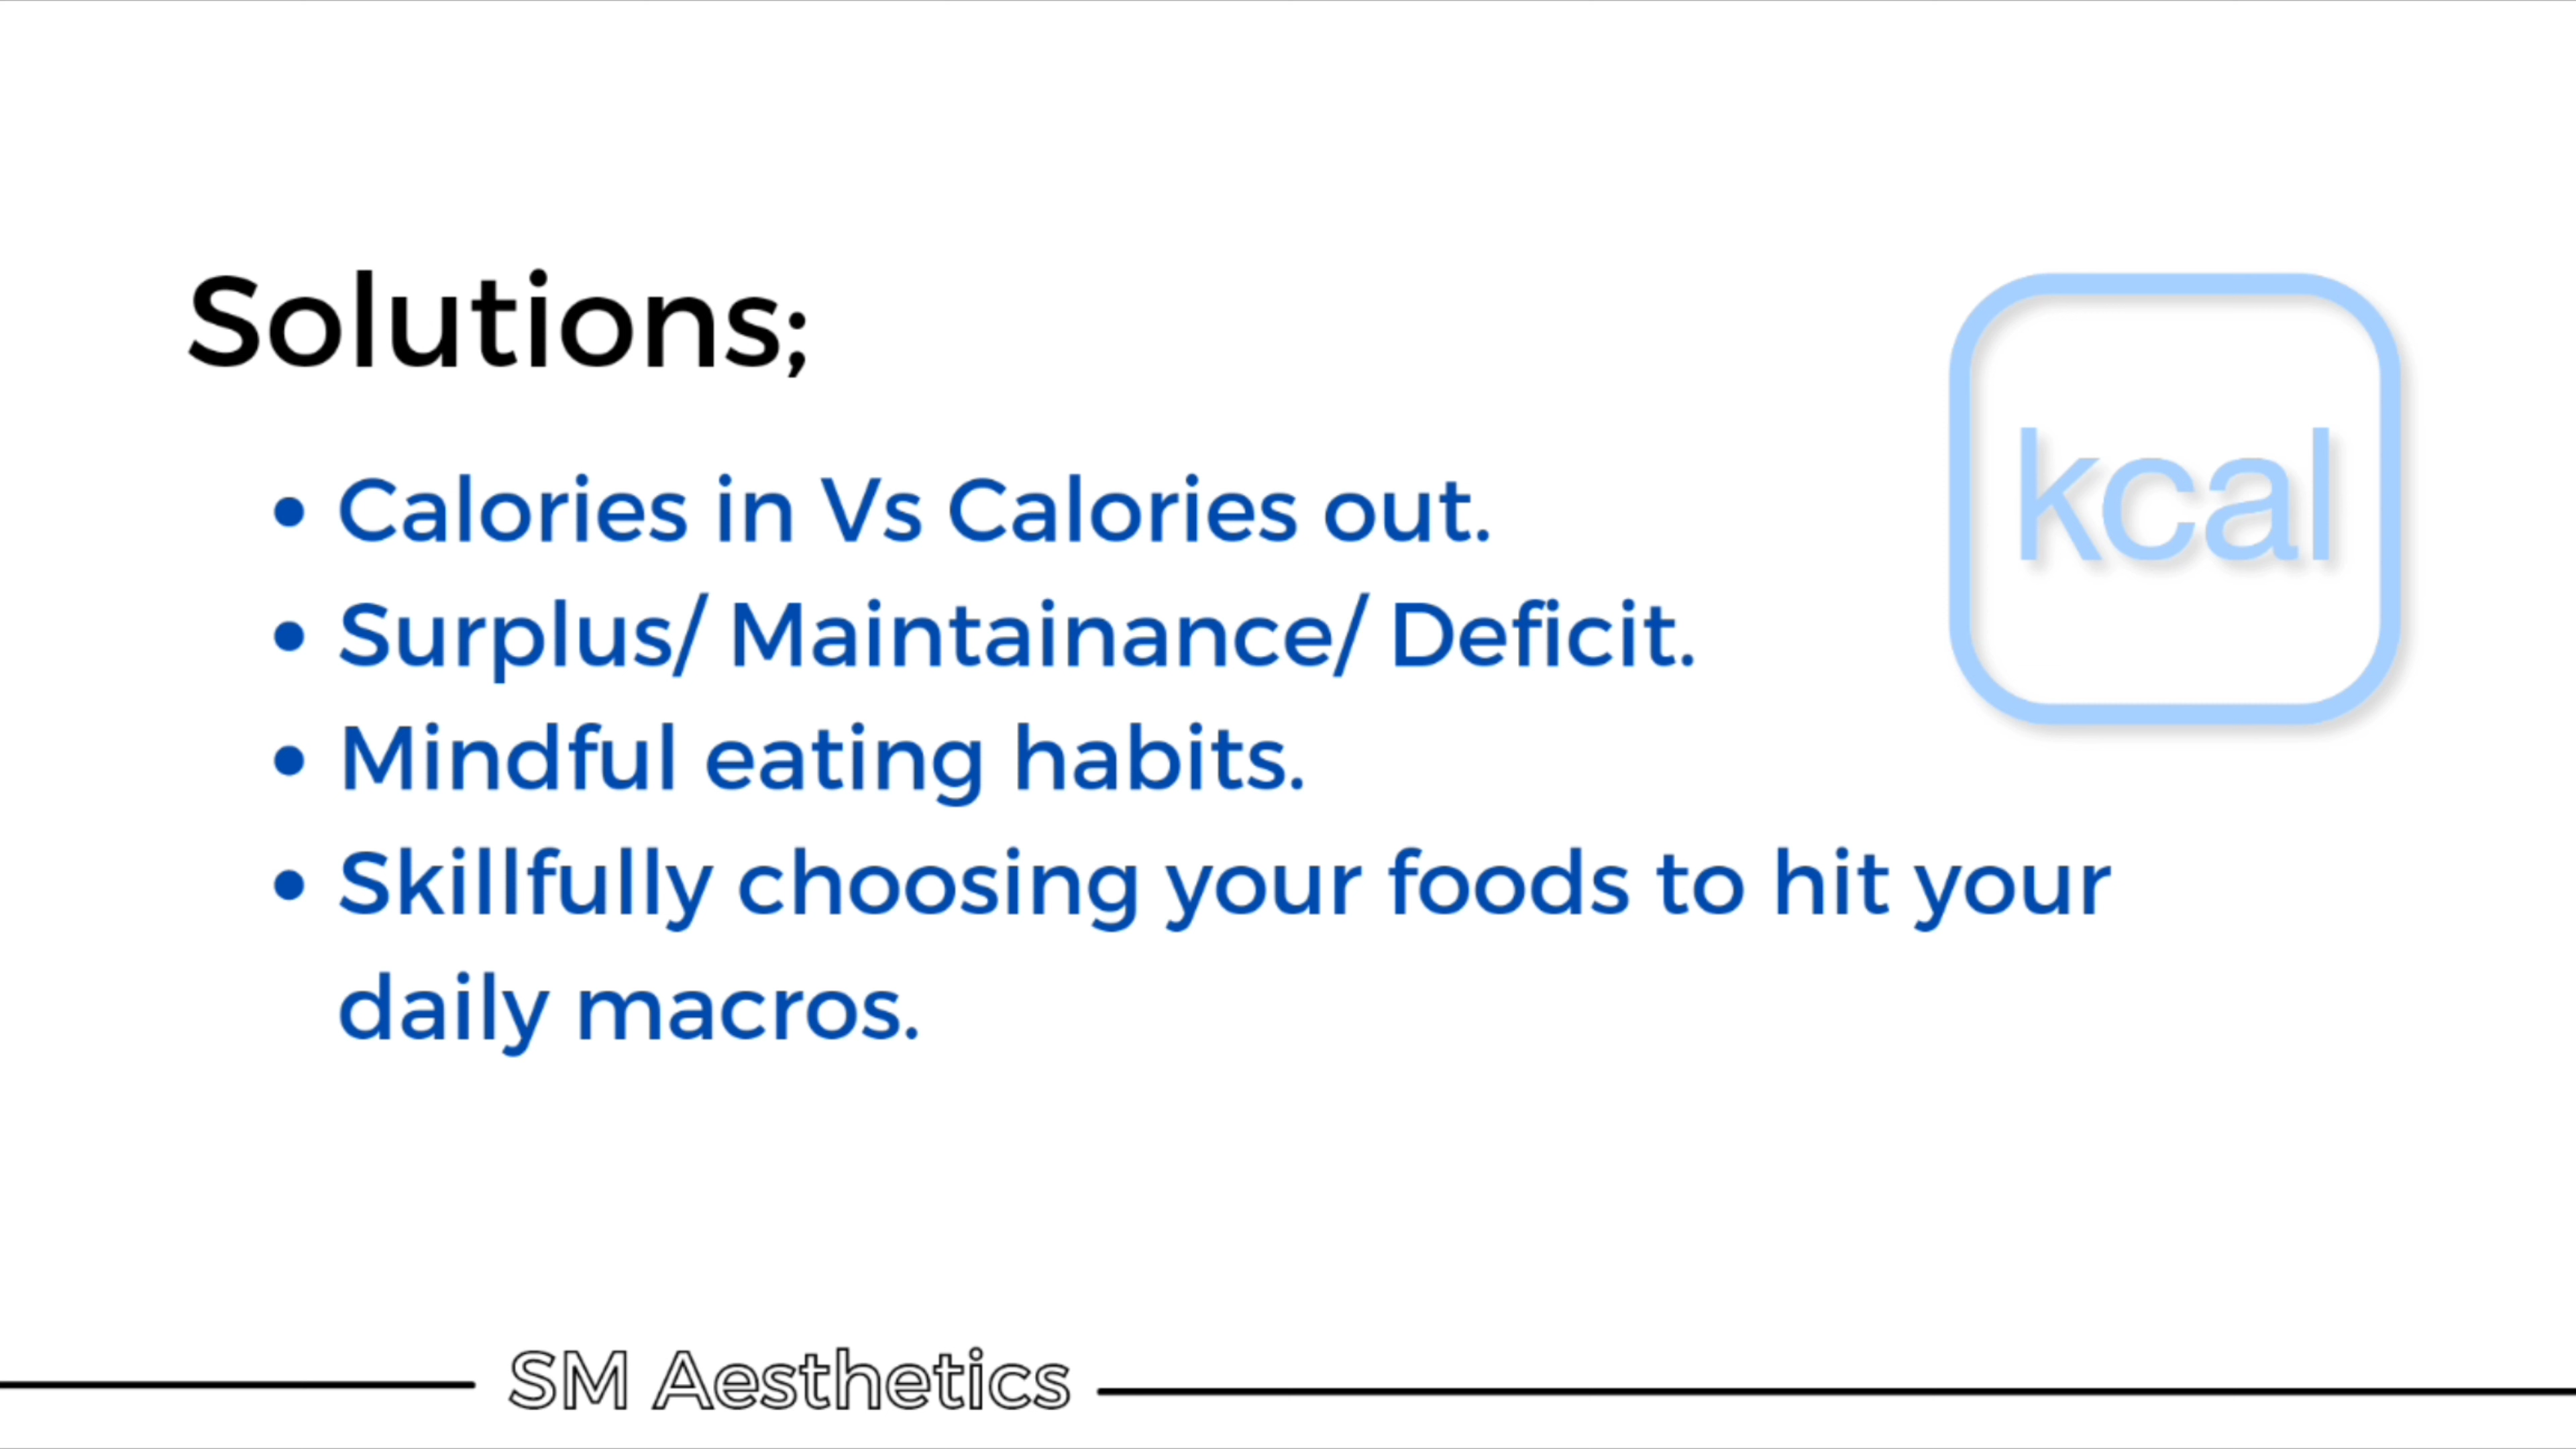 Solutions;
• Calories in Vs Calories out.
• Surplus/ Maintainance/ Deficit.
• Mindful eating habits.
• Skillfully choosing your foods to hit your
daily macros.
kcal
SM Aesthetics